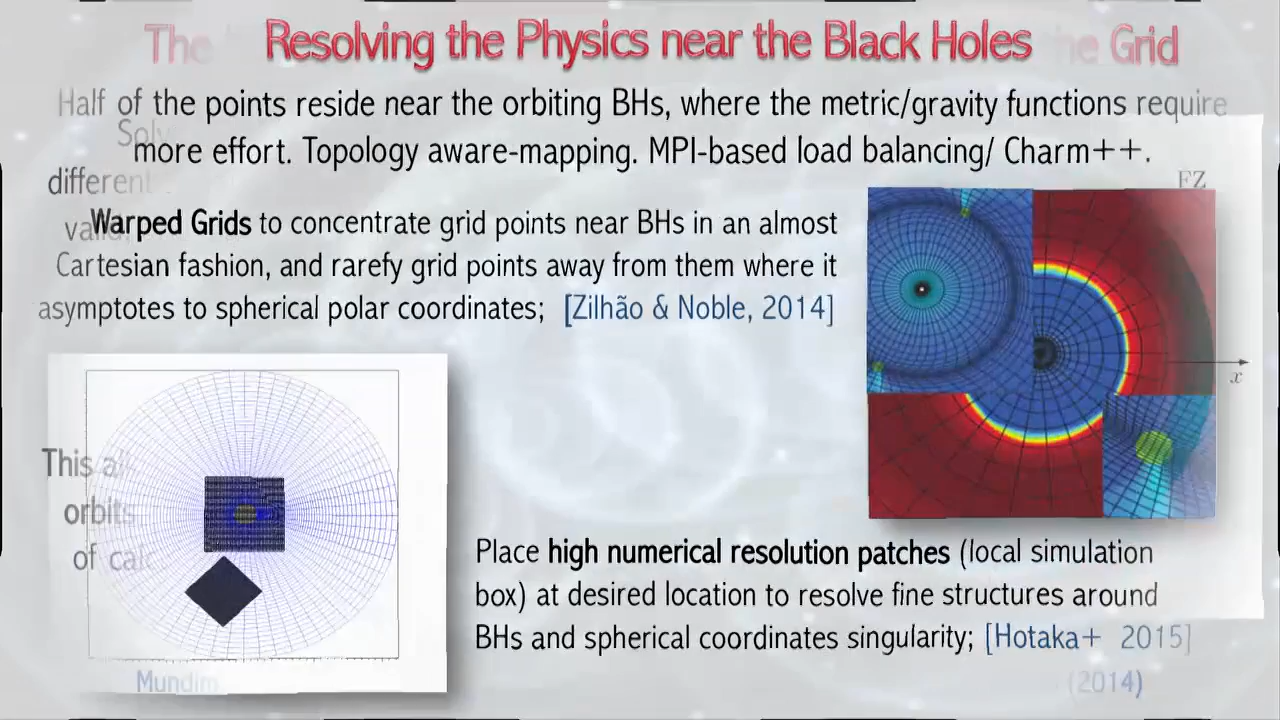 The
Resolving the Physics near the Black Holes
he Grid
Half of the points reside near the orbiting BHs, where the metric/gravity functions require
Solv
more effort. Topology aware-mapping. MPI-based load balancing/ Charm++.
different
FZ
Warped Grids to concentrate grid points near BHs in an almost
Cartesian fashion, and rarefy grid points away from them where it
asymptotes to spherical polar coordinates; [Zilhão & Noble, 2014]
x
This a
orbits
of calc
Place high numerical resolution patches (local simulation
box) at desired location to resolve fine structures around
BHs and spherical coordinates singularity; [Hotaka+ 2015]
Mundim
(2014)